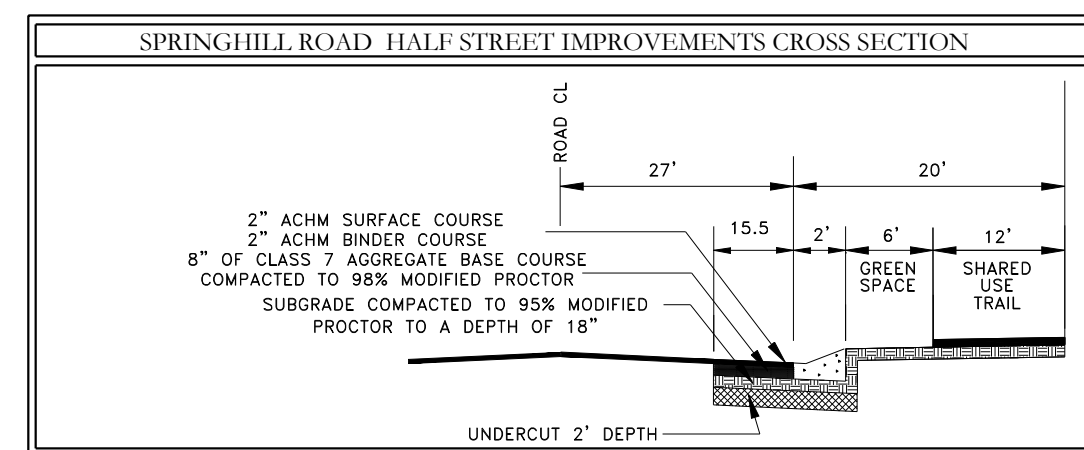 SPRINGHILL ROAD HALF STREET IMPROVEMENTS CROSS SECTION
ROAD CL
27'
20'
2" ACHM SURFACE COURSE
2" ACHM BINDER COURSE
8" OF CLASS 7 AGGREGATE BASE COURSE
COMPACTED TO 98% MODIFIED PROCTOR
SUBGRADE COMPACTED TO 95% MODIFIED
PROCTOR TO A DEPTH OF 18"
15.5
2'
6'
12'
GREEN
SPACE
SHARED
USE
TRAIL
UNDERCUT 2' DEPTH